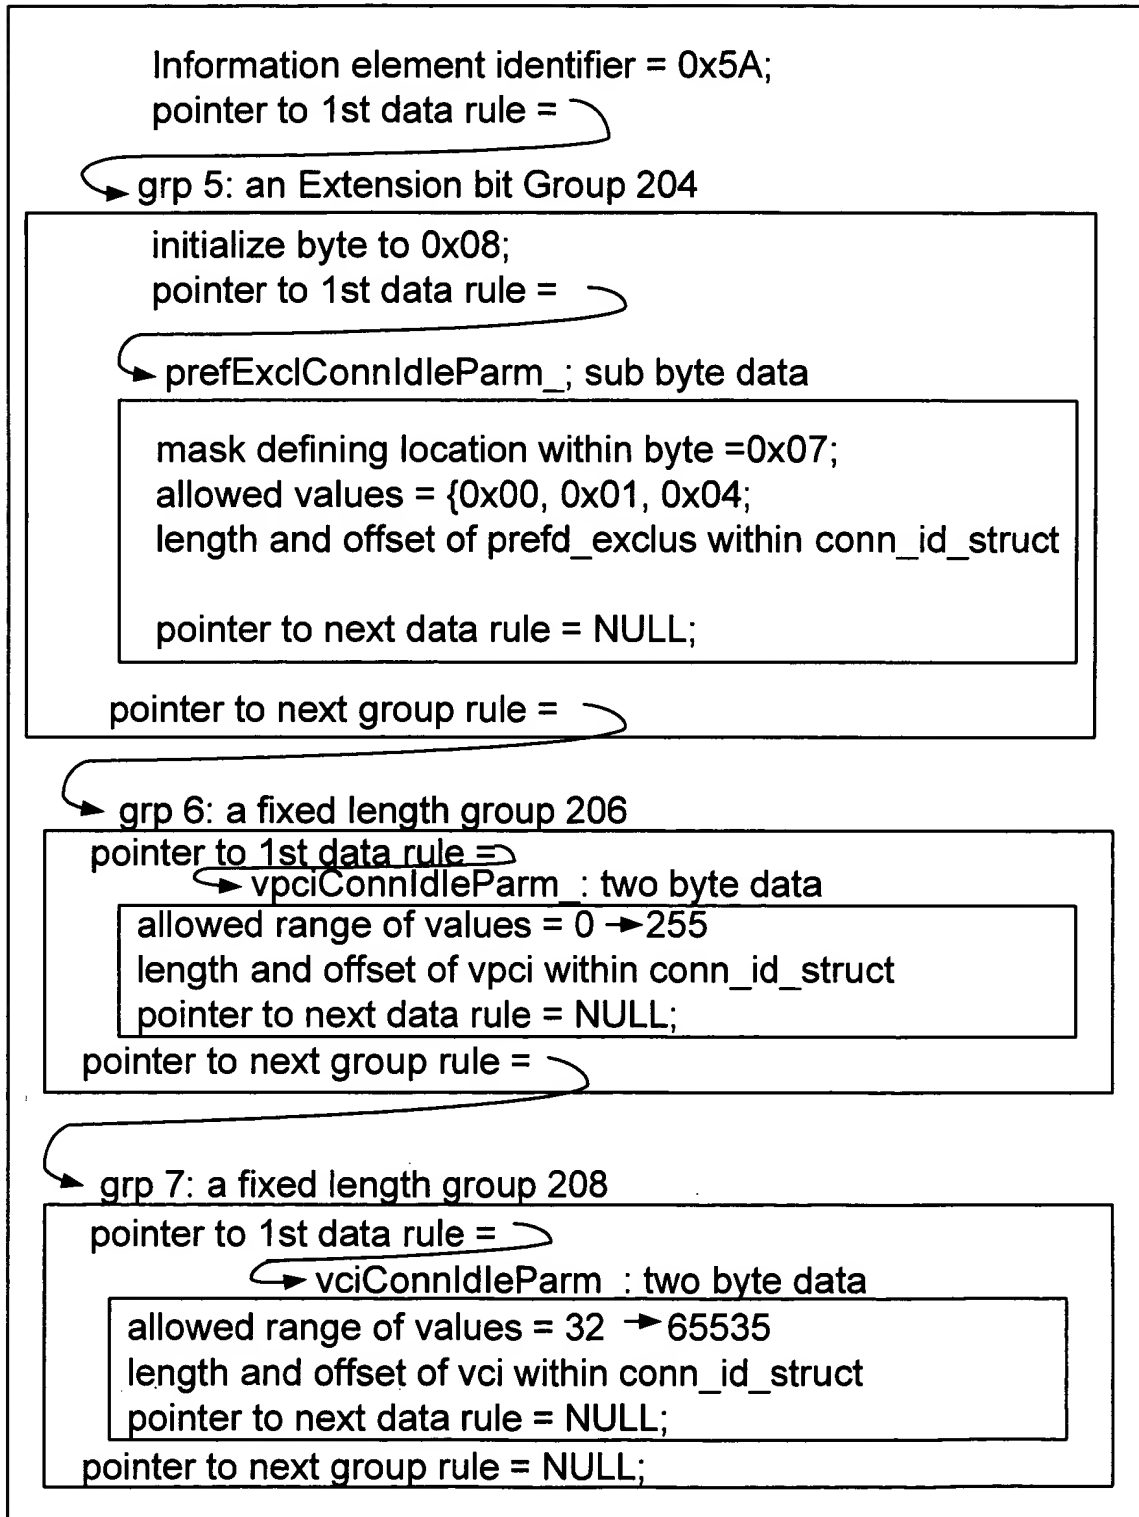 Information element identifier = 0x5A;
pointer to 1st data rule =
grp 5: an Extension bit Group 204
initialize byte to 0x08;
pointer to 1st data rule =
prefExclConnIdleParm_; sub byte data
mask defining location within byte =0x07;
allowed values = {0x00, 0x01, 0x04;
length and offset of prefd_exclus within conn_id_struct
pointer to next data rule = NULL;
pointer to next group rule =
grp 6: a fixed length group 206
pointer to 1st data rule =
vpciConnIdleParm_: two byte data
allowed range of values = 0 → 255
length and offset of vpci within conn_id_struct
pointer to next data rule = NULL;
pointer to next group rule =
grp 7: a fixed length group 208
pointer to 1st data rule =
vciConnIdleParm_: two byte data
allowed range of values = 32 → 65535
length and offset of vci within conn_id_struct
pointer to next data rule = NULL;
pointer to next group rule = NULL;